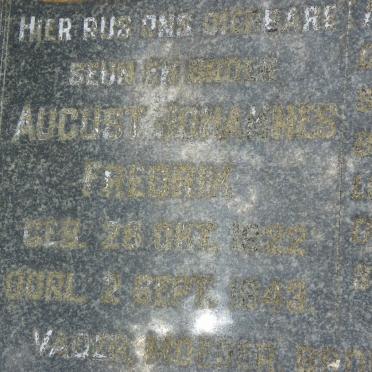 HIER RUS ONS DIERBARE
SEUN EN BROER
AUGUST JOHANNES
FREDRIK
GEB. 26 OKT. 1922
OORL. 2 SEPT. 1943
VADER, MOEDER,